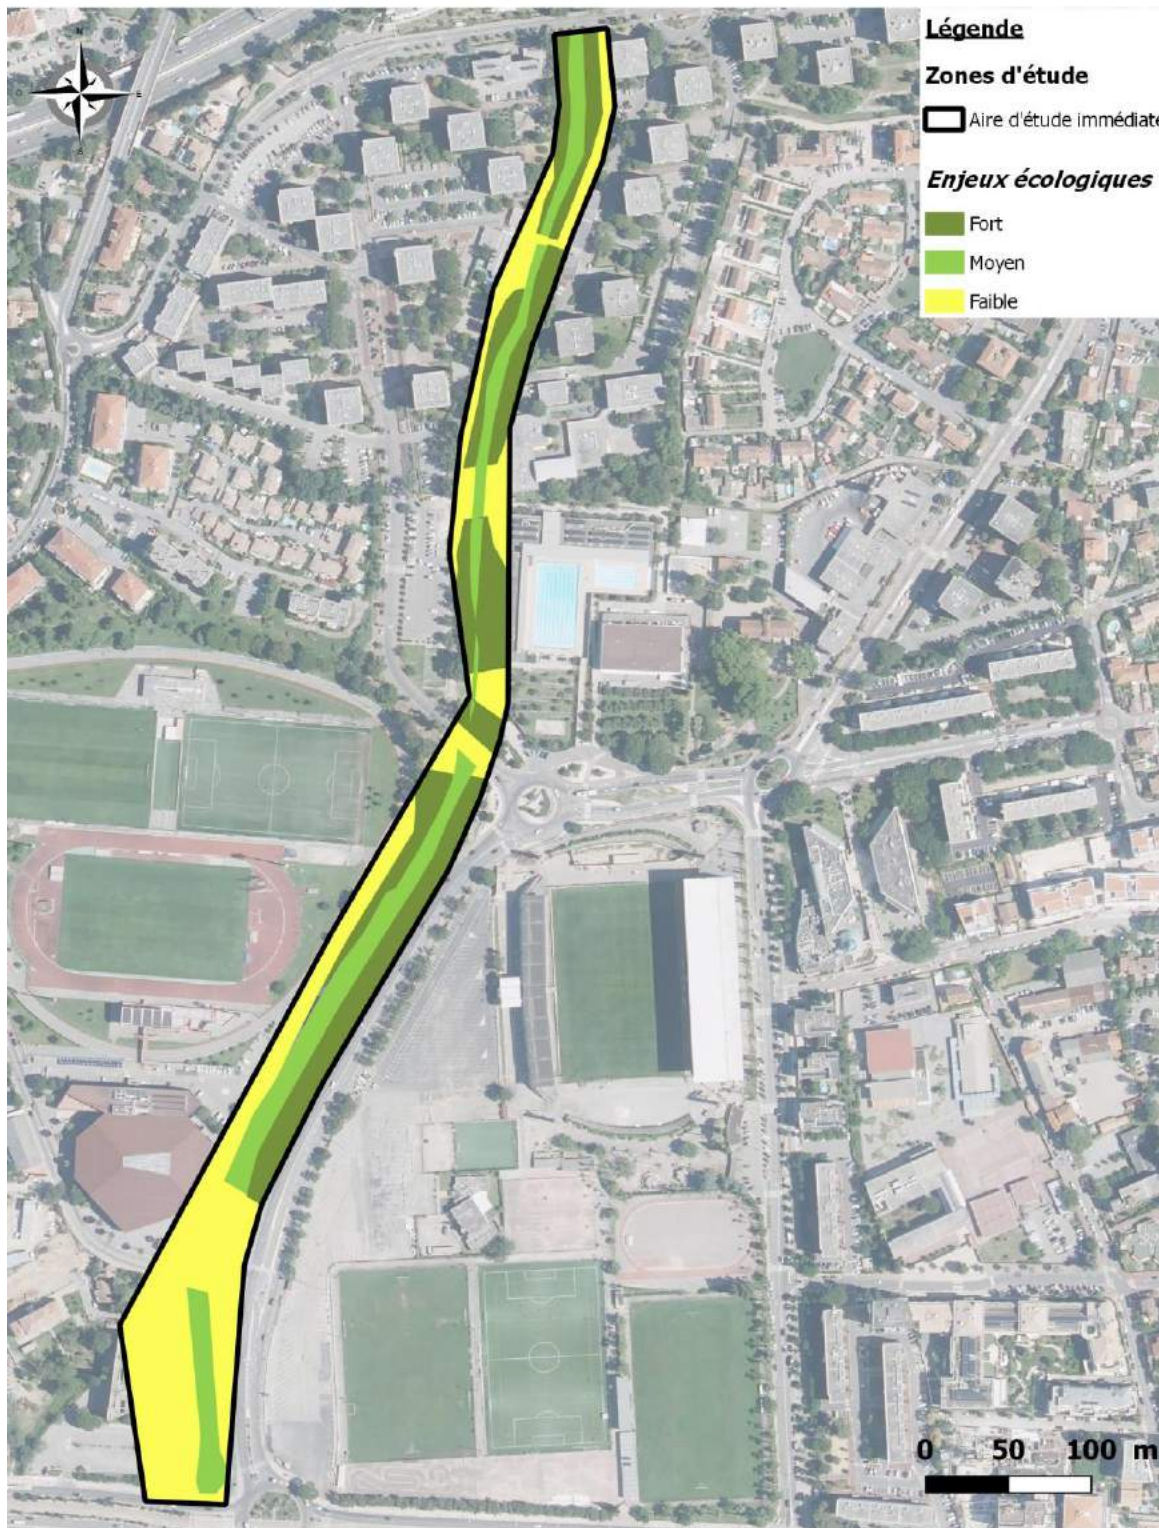 Légende
Zones d'étude
Aire d'étude immédiate
Enjeux écologiques
Fort
Moyen
Faible
N
O
E
S
0 50 100 m